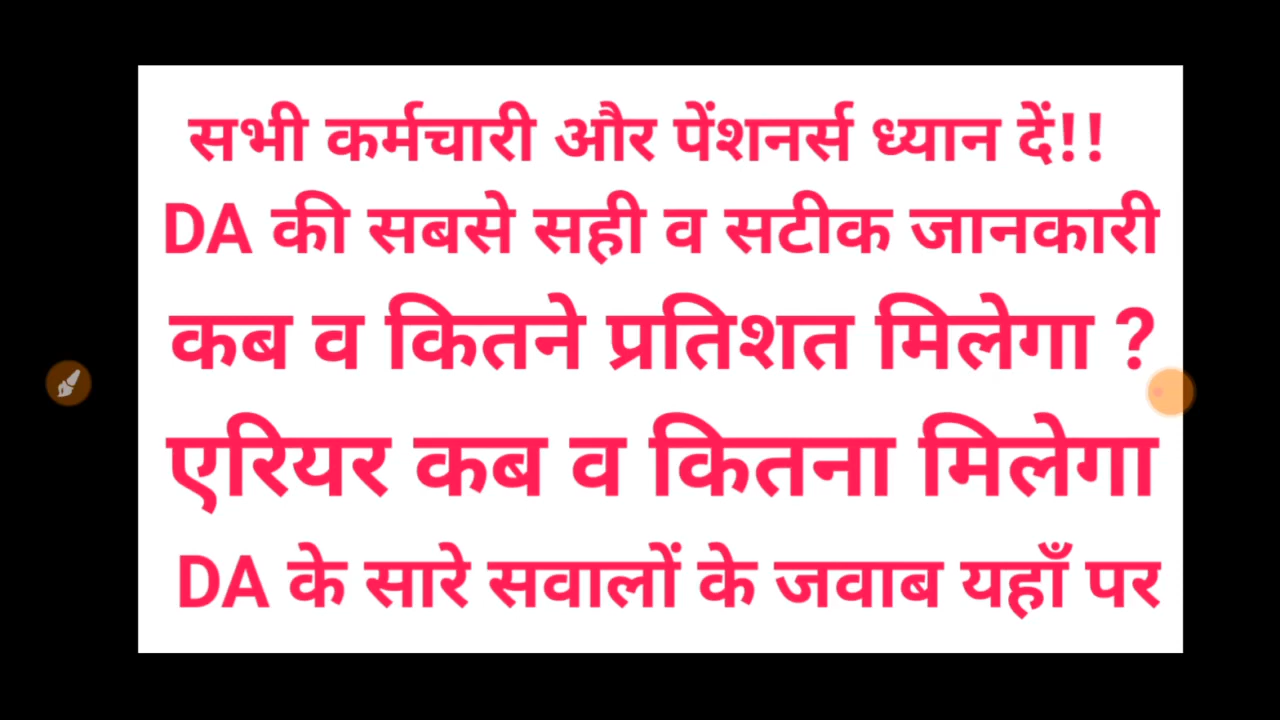 सभी कर्मचारी और पेंशनर्स ध्यान दें!!
DA की सबसे सही व सटीक जानकारी
कब व कितने प्रतिशत मिलेगा ?
एरियर कब व कितना मिलेगा
DA के सारे सवालों के जवाब यहाँ पर